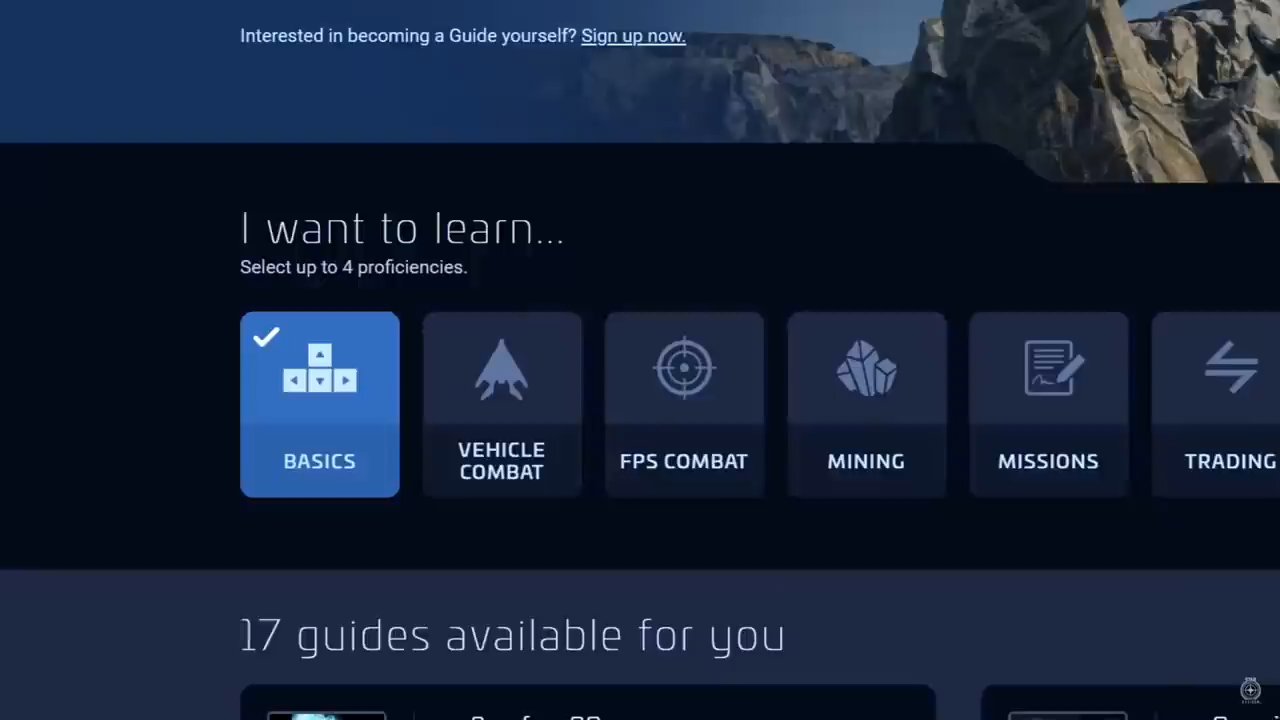 Interested in becoming a Guide yourself? Sign up now.
I want to learn...
Select up to 4 proficiencies.
BASICS
VEHICLE
COMBAT
FPS COMBAT
MINING
MISSIONS
TRADING
17 guides available for you